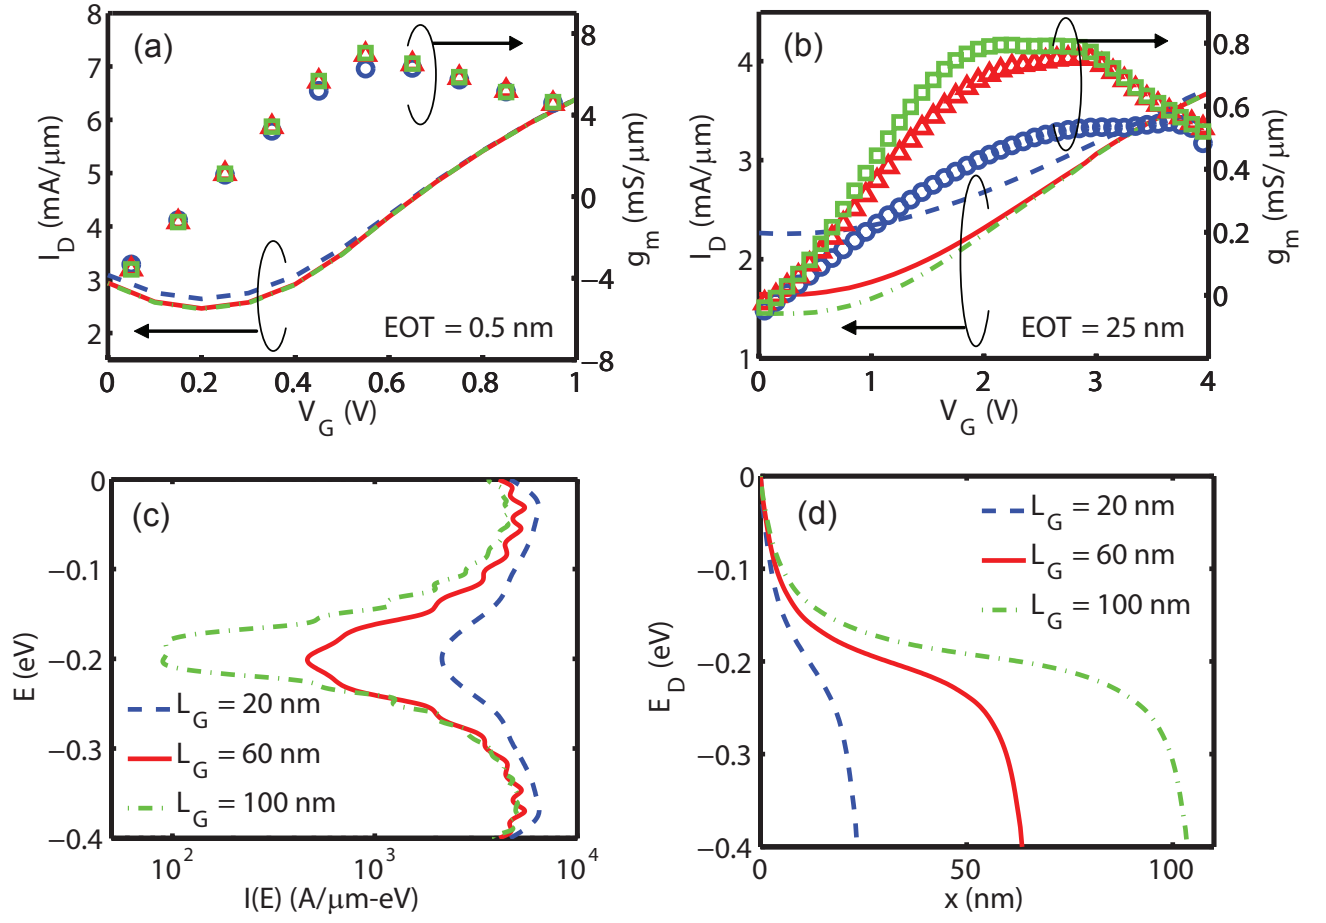 (a)
8
7
6
5
4
3
2
I_D (mA/μm)
8
4
0
−4
−8
g_m (mS/μm)
EOT = 0.5 nm
0 0.2 0.4 0.6 0.8 1
V_G (V)
(b)
4
3
2
1
I_D (mA/μm)
0.8
0.6
0.4
0.2
0
g_m (mS/μm)
EOT = 25 nm
0 1 2 3 4
V_G (V)
(c)
0
−0.1
−0.2
−0.3
−0.4
E (eV)
L_G = 20 nm
L_G = 60 nm
L_G = 100 nm
10^2 10^3 10^4
I(E) (A/μm-eV)
(d)
0
−0.1
−0.2
−0.3
−0.4
E_D (eV)
L_G = 20 nm
L_G = 60 nm
L_G = 100 nm
0 50 100
x (nm)